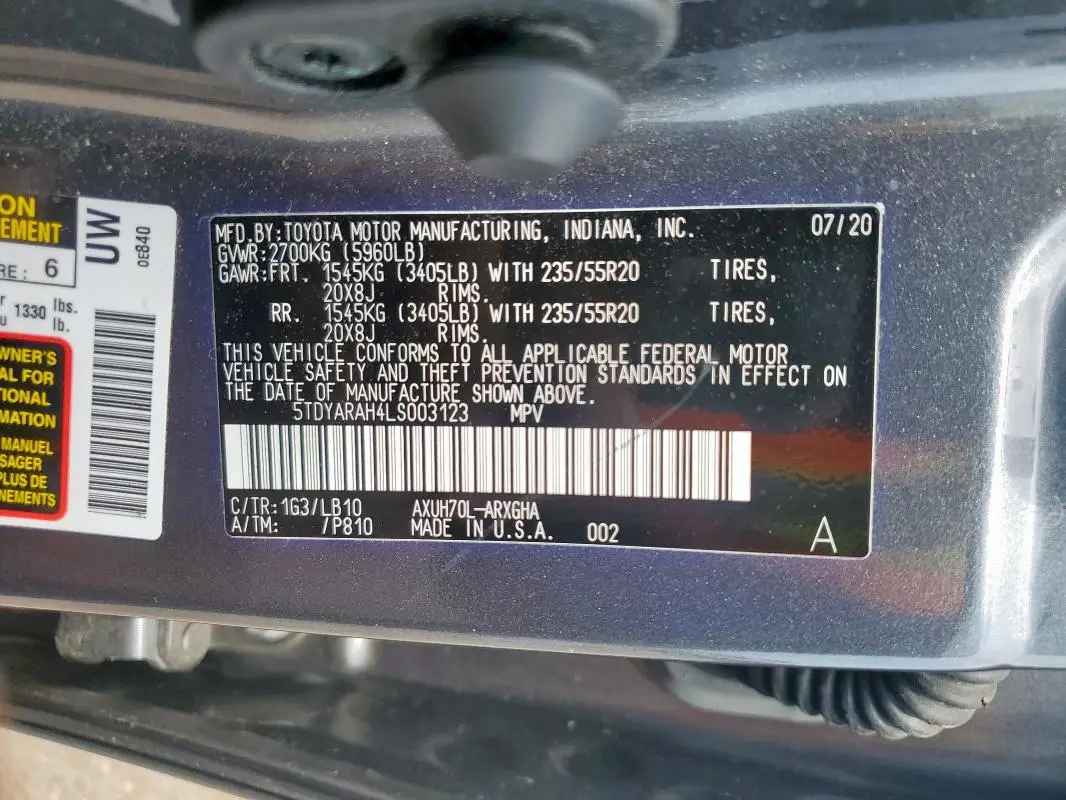 ON
EMENT
RE: 6
1330 lbs.
lb.
WNER'S
AL FOR
TIONAL
MATION
MANUEL
SAGER
PLUS DE
NEMENTS
UW
0E840
MFD.BY:TOYOTA MOTOR MANUFACTURING, INDIANA, INC. 07/20
GVWR:2700KG (5960LB)
GAWR:FRT. 1545KG (3405LB) WITH 235/55R20 TIRES,
20X8J RIMS.
RR. 1545KG (3405LB) WITH 235/55R20 TIRES,
20X8J RIMS.
THIS VEHICLE CONFORMS TO ALL APPLICABLE FEDERAL MOTOR
VEHICLE SAFETY AND THEFT PREVENTION STANDARDS IN EFFECT ON
THE DATE OF MANUFACTURE SHOWN ABOVE.
5TDYARAH4LS003123 MPV
C/TR:1G3/LB10 AXUH70L-ARXGHA
A/TM: /P810 MADE IN U.S.A. 002 A